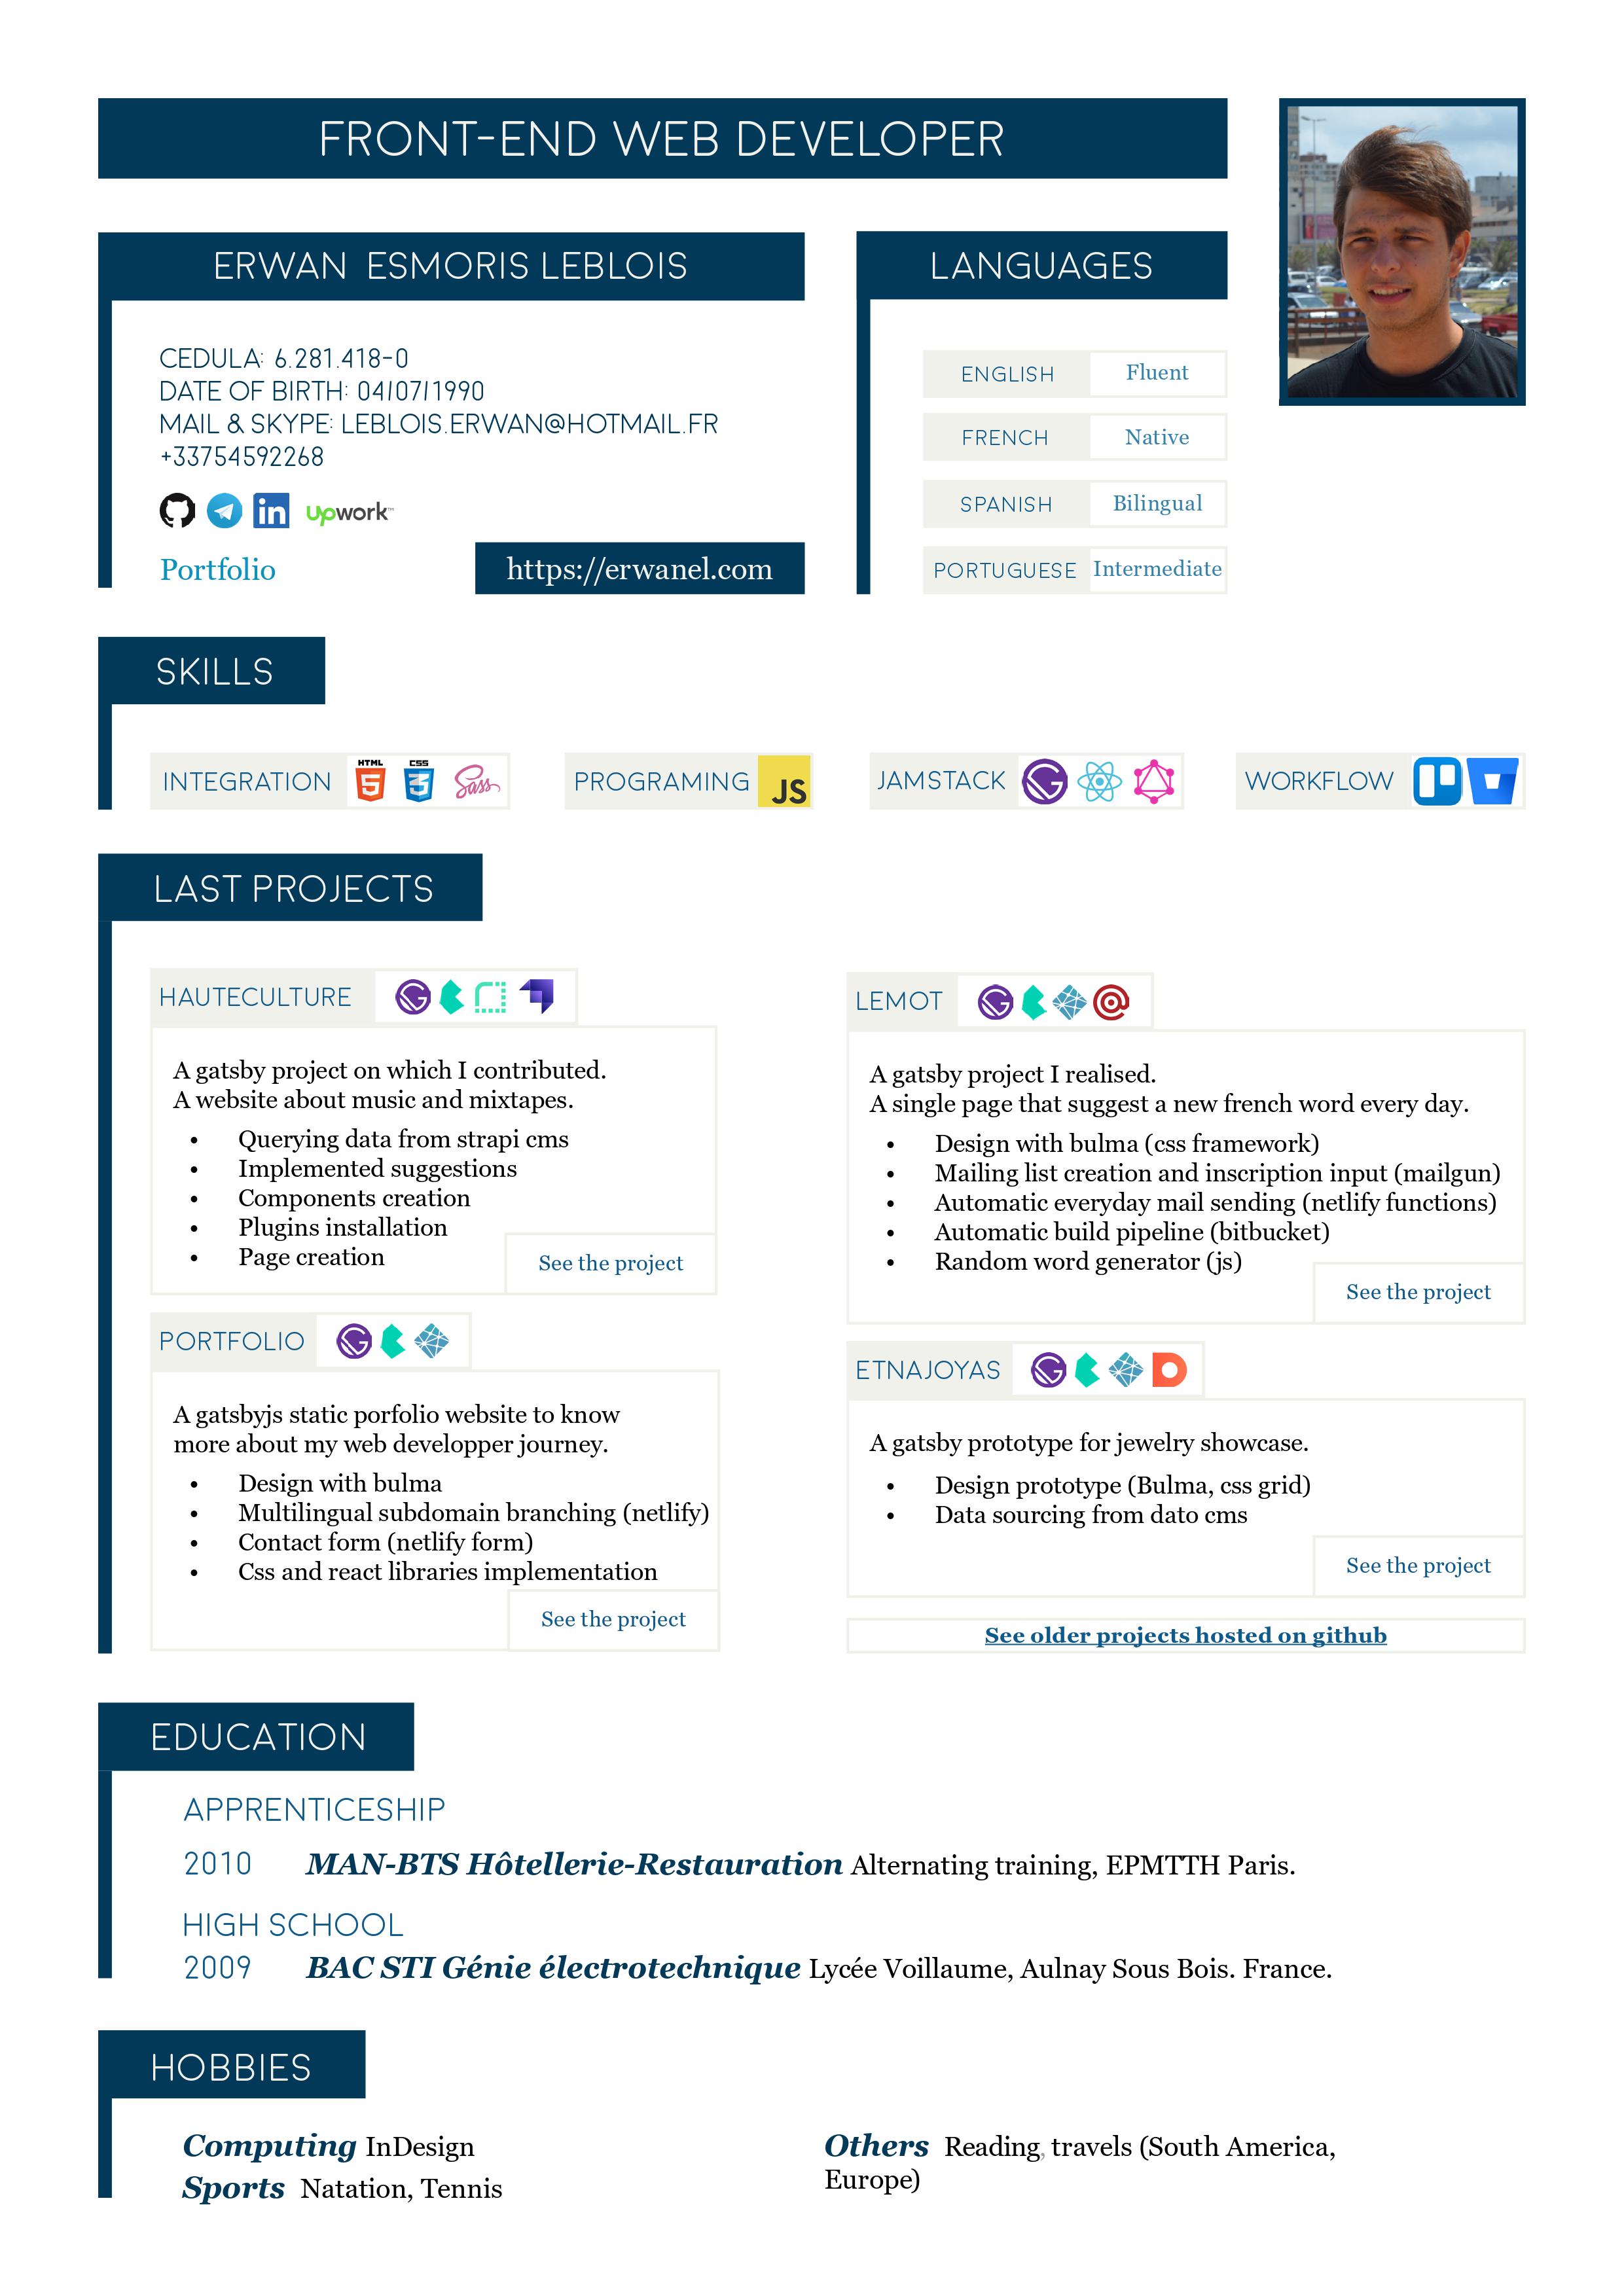 FRONT-END WEB DEVELOPER
ERWAN ESMORIS LEBLOIS
CEDULA: 6.281.418-0
DATE OF BIRTH: 04/07/1990
MAIL & SKYPE: LEBLOIS.ERWAN@HOTMAIL.FR
+33754592268
in upwork™
Portfolio https://erwanel.com
LANGUAGES
ENGLISH Fluent
FRENCH Native
SPANISH Bilingual
PORTUGUESE Intermediate
SKILLS
INTEGRATION HTML 5 CSS 3 Sass
PROGRAMING JS
JAMSTACK
WORKFLOW
LAST PROJECTS
HAUTECULTURE
A gatsby project on which I contributed.
A website about music and mixtapes.
• Querying data from strapi cms
• Implemented suggestions
• Components creation
• Plugins installation
• Page creation
See the project
LEMOT
A gatsby project I realised.
A single page that suggest a new french word every day.
• Design with bulma (css framework)
• Mailing list creation and inscription input (mailgun)
• Automatic everyday mail sending (netlify functions)
• Automatic build pipeline (bitbucket)
• Random word generator (js)
See the project
PORTFOLIO
A gatsbyjs static porfolio website to know
more about my web developper journey.
• Design with bulma
• Multilingual subdomain branching (netlify)
• Contact form (netlify form)
• Css and react libraries implementation
See the project
ETNAJOYAS
A gatsby prototype for jewelry showcase.
• Design prototype (Bulma, css grid)
• Data sourcing from dato cms
See the project
See older projects hosted on github
EDUCATION
APPRENTICESHIP
2010 MAN-BTS Hôtellerie-Restauration Alternating training, EPMTTH Paris.
HIGH SCHOOL
2009 BAC STI Génie électrotechnique Lycée Voillaume, Aulnay Sous Bois. France.
HOBBIES
Computing InDesign
Sports Natation, Tennis
Others Reading, travels (South America,
Europe)